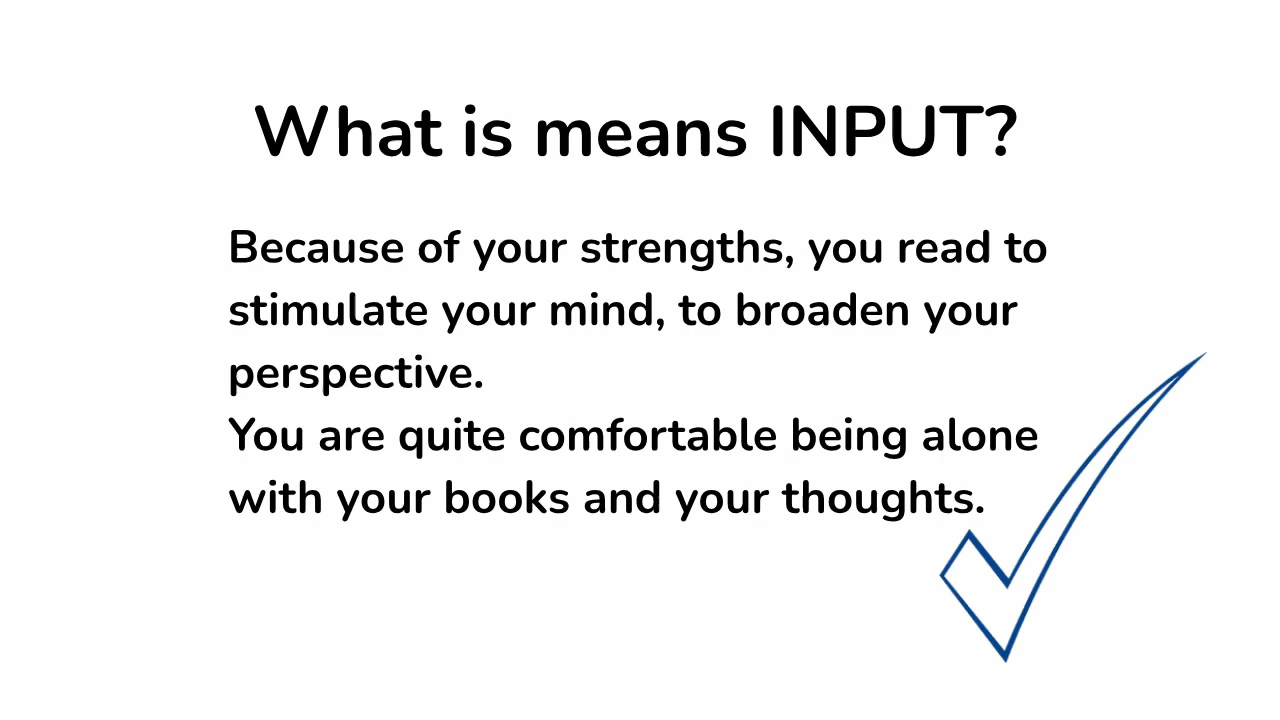 What is means INPUT?
Because of your strengths, you read to
stimulate your mind, to broaden your
perspective.
You are quite comfortable being alone
with your books and your thoughts.